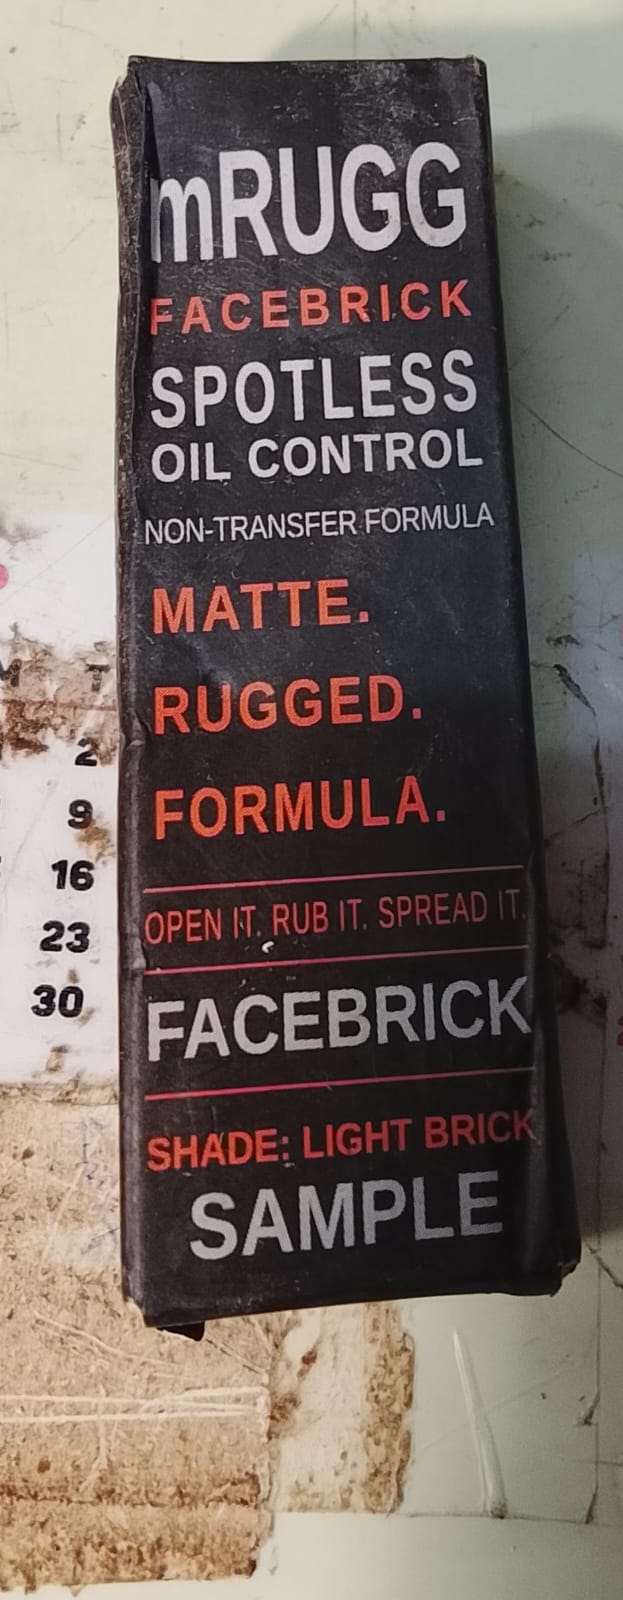 mRUGG
FACEBRICK
SPOTLESS
OIL CONTROL
NON-TRANSFER FORMULA
MATTE.
RUGGED.
FORMULA.
OPEN IT. RUB IT. SPREAD IT.
FACEBRICK
SHADE: LIGHT BRICK
SAMPLE
T
2
9
16
23
30